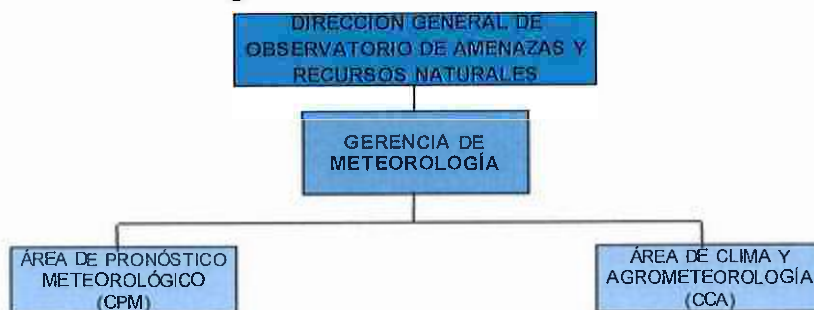 DIRECCIÓN GENERAL DE
OBSERVATORIO DE AMENAZAS Y
RECURSOS NATURALES
GERENCIA DE
METEOROLOGÍA
ÁREA DE PRONÓSTICO
METEOROLÓGICO
(CPM)
ÁREA DE CLIMA Y
AGROMETEOROLOGÍA
(CCA)